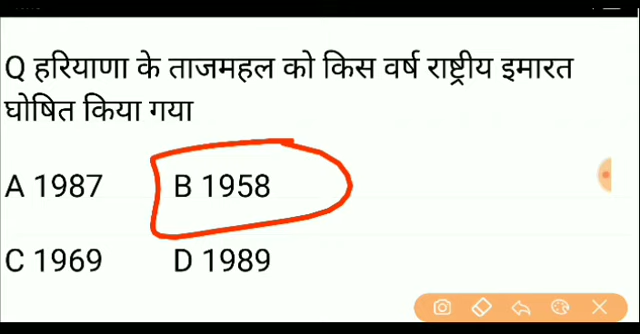 Q हरियाणा के ताजमहल को किस वर्ष राष्ट्रीय इमारत
घोषित किया गया
A 1987 B 1958
C 1969 D 1989